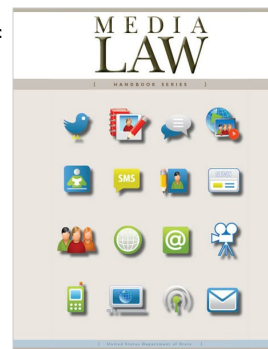 :
MEDIA
LAW
[ HANDBOOK SERIES ]
SMS
@
[ United States Department of State ]